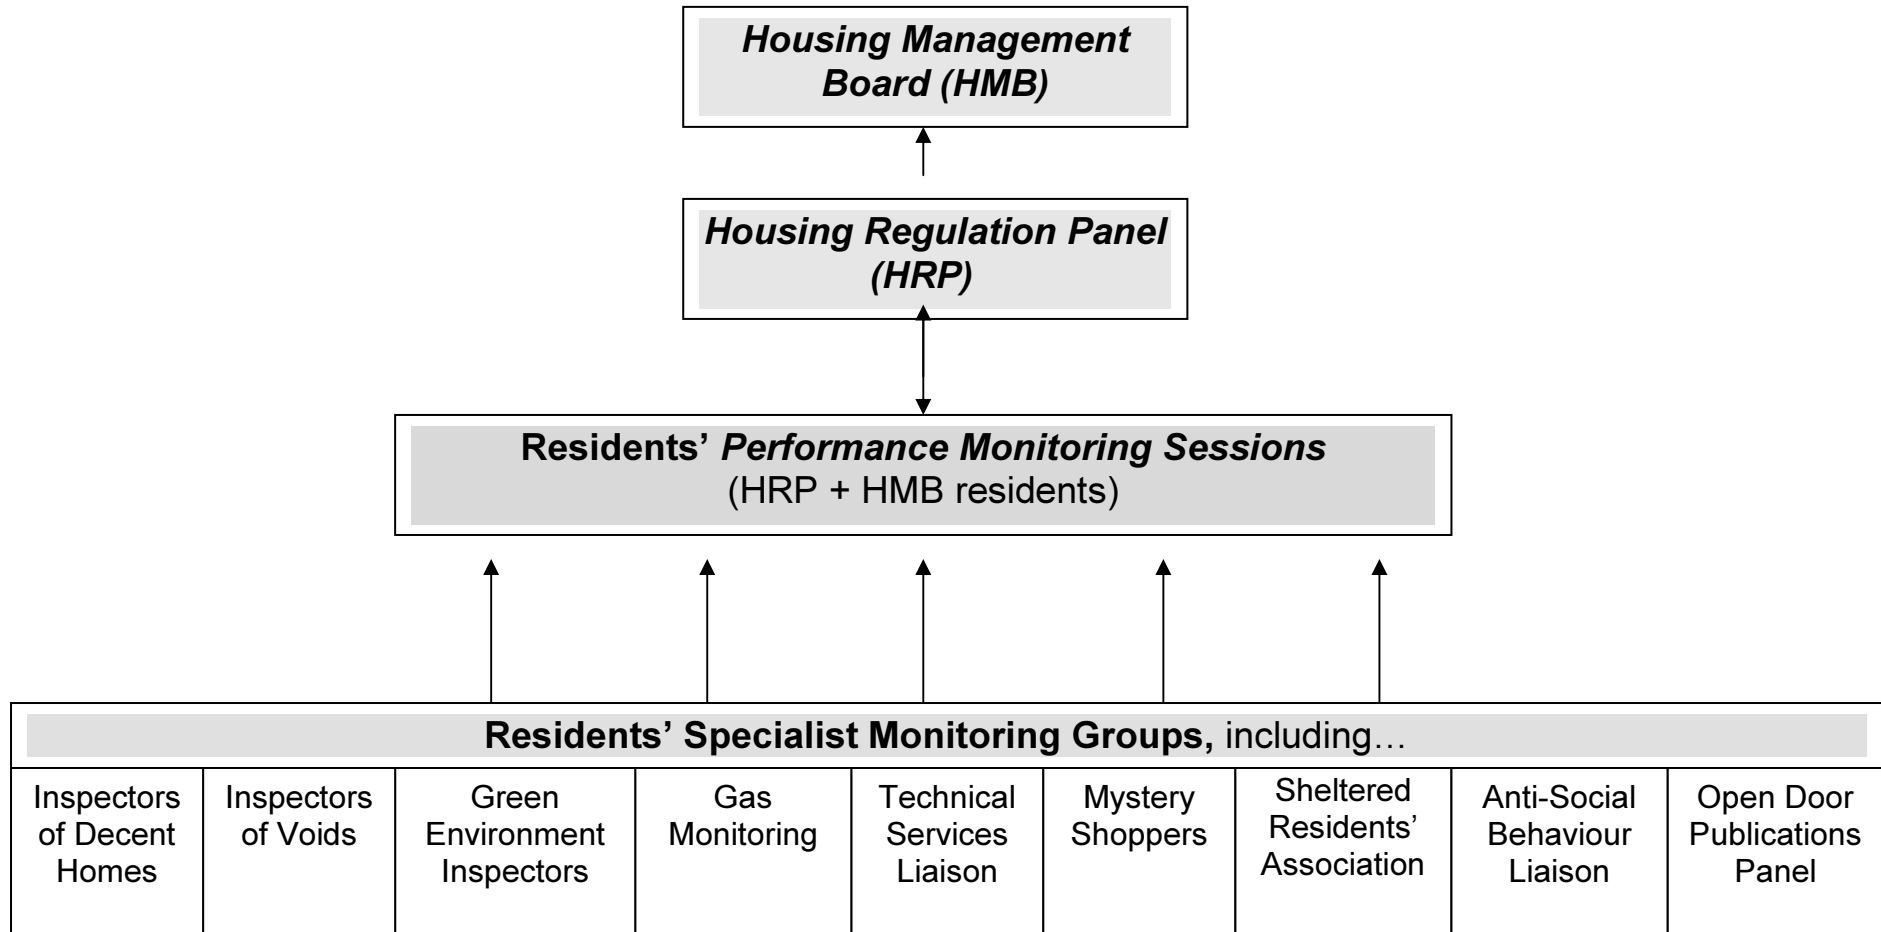 Housing Management
Board (HMB)
Housing Regulation Panel
(HRP)
Residents’ Performance Monitoring Sessions
(HRP + HMB residents)
Residents’ Specialist Monitoring Groups, including…
Inspectors
of Decent
Homes
Inspectors
of Voids
Green
Environment
Inspectors
Gas
Monitoring
Technical
Services
Liaison
Mystery
Shoppers
Sheltered
Residents’
Association
Anti-Social
Behaviour
Liaison
Open Door
Publications
Panel